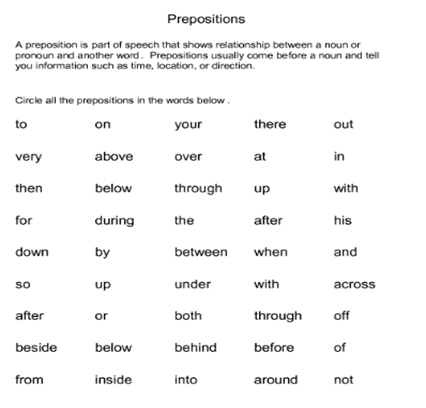 Prepositions
A preposition is part of speech that shows relationship between a noun or
pronoun and another word. Prepositions usually come before a noun and tell
you information such as time, location, or direction.
Circle all the prepositions in the words below .
to on your there out
very above over at in
then below through up with
for during the after his
down by between when and
so up under with across
after or both through off
beside below behind before of
from inside into around not